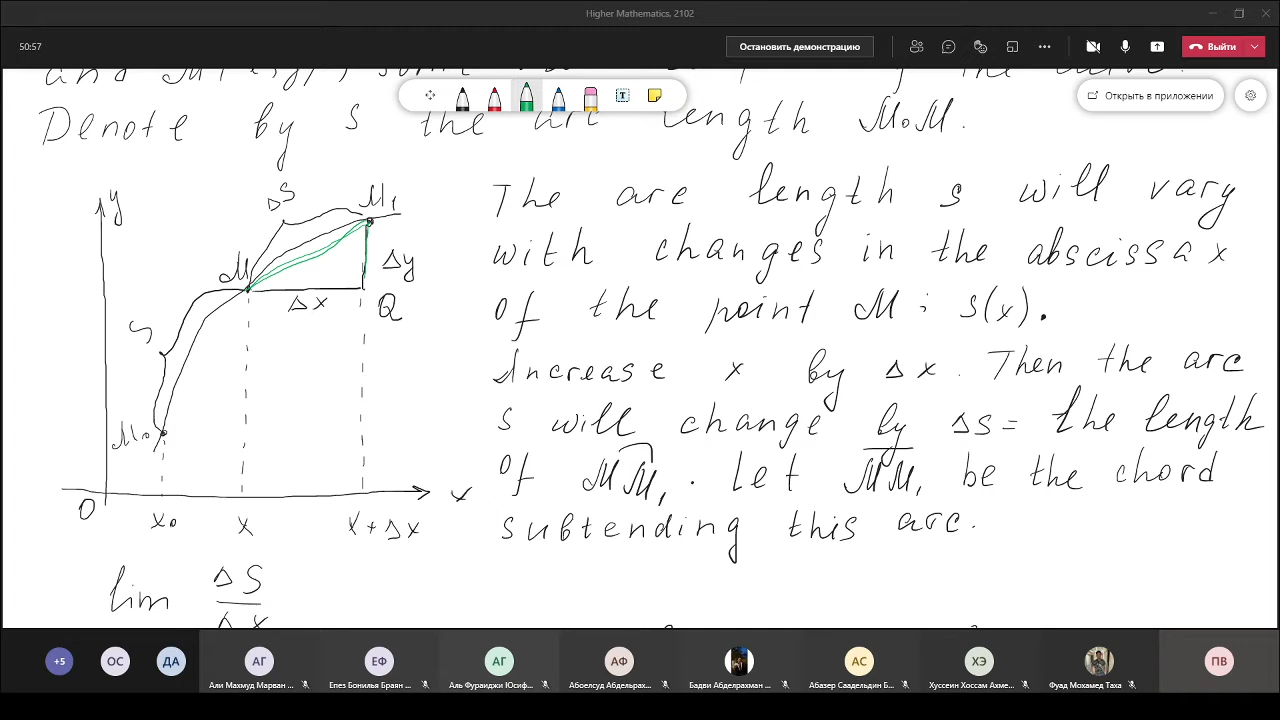 Higher Mathematics, 2102
50:57
Остановить демонстрацию
Выйти
Открыть в приложении
Denote by S the arc length M₀M.
The arc length s will vary
with changes in the abscissa x
of the point M : s(x).
Increase x by Δx. Then the arc
s will change by Δs = the length
of MM₁. Let MM₁ be the chord
subtending this arc.
y
ΔS
M₁
M
Δy
Δx
Q
S
M₀
O
x₀
x
x + Δx
x
lim ΔS
Δx
+5
ОС
ДА
АГ
ЕФ
АГ
АФ
АС
ХЭ
ПВ
Али Махмуд Марван ...
Епез Бонилья Браян ...
Аль Фураиджи Юсиф...
Абоелсуд Абдельрах...
Бадви Абделрахман ...
Абазер Саадельдин Б...
Хуссеин Хоссам Ахме...
Фуад Мохамед Таха